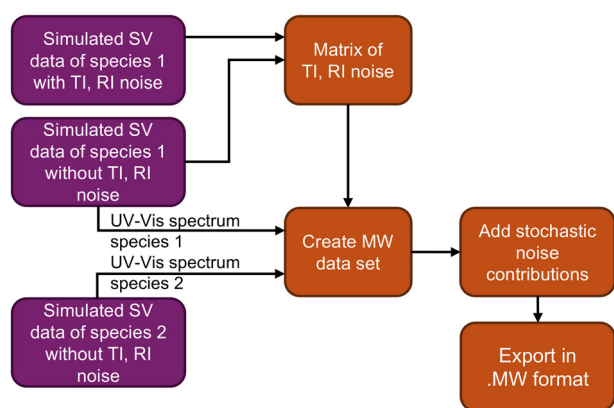 Simulated SV
data of species 1
with TI, RI noise
Matrix of
TI, RI noise
Simulated SV
data of species 1
without TI, RI
noise
UV-Vis spectrum
species 1
UV-Vis spectrum
species 2
Create MW
data set
Add stochastic
noise
contributions
Simulated SV
data of species 2
without TI, RI
noise
Export in
.MW format